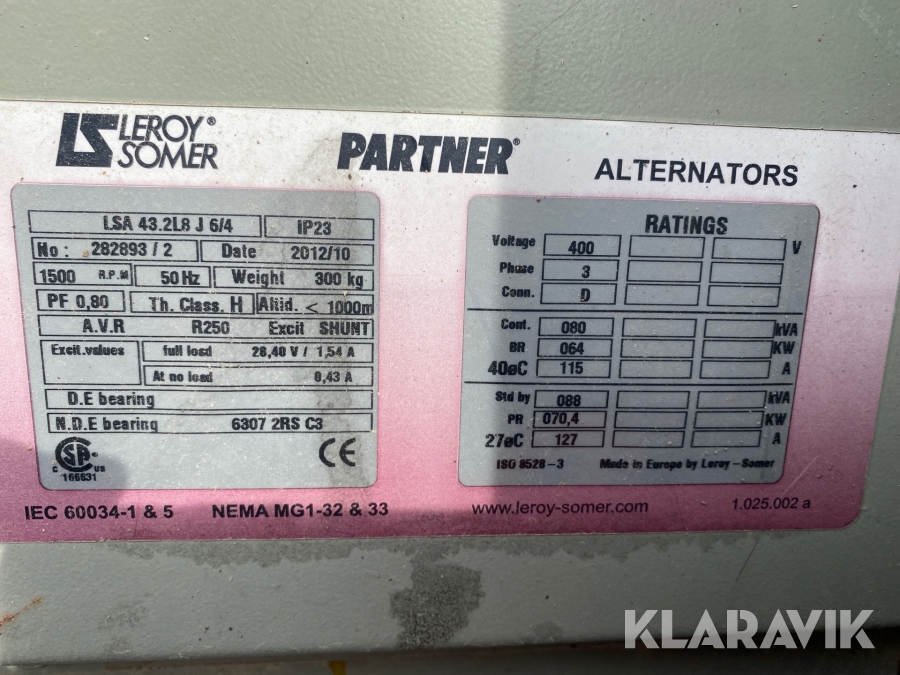 LEROY®
SOMER
PARTNER®
ALTERNATORS
LSA 43.2L8 J 6/4 IP23
No : 282893 / 2 Date 2012/10
1500 R.P.M 50 Hz Weight 300 kg
PF 0,80 Th. Class. H Altid. < 1000m
A.V.R R250 Excit SHUNT
Excit.values full load 28,40 V / 1,54 A
At no load 0,43 A
D.E bearing
N.D.E bearing 6307 2RS C3
C US
166631
CE
RATINGS
Voltage 400 V
Phase 3
Conn. D
Cont. 080 kVA
BR 064 KW
40øC 115 A
Std by 088 kVA
PR 070,4 KW
27øC 127 A
ISO 8528-3 Made in Europe by Leroy-Somer
IEC 60034-1 & 5 NEMA MG1-32 & 33 www.leroy-somer.com 1.025.002 a
KLARAVIK